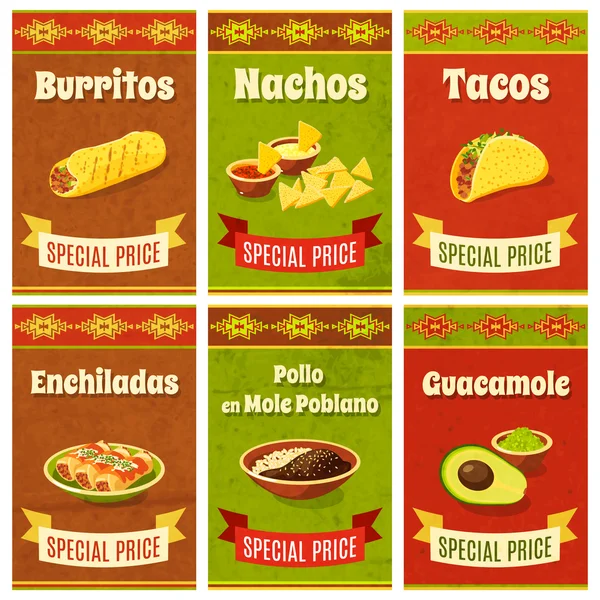 Burritos
SPECIAL PRICE
Nachos
SPECIAL PRICE
Tacos
SPECIAL PRICE
Enchiladas
SPECIAL PRICE
Pollo
en Mole Poblano
SPECIAL PRICE
Guacamole
SPECIAL PRICE